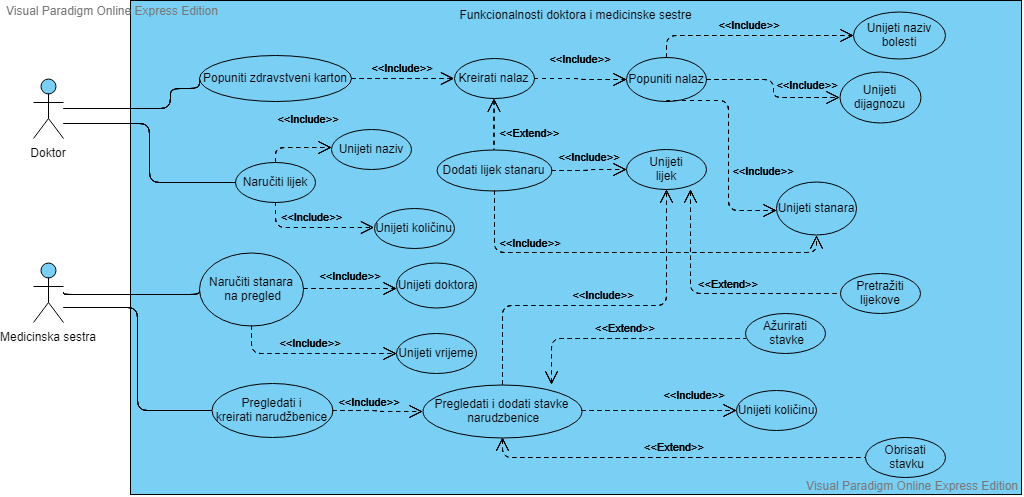 Visual Paradigm Online Express Edition
Funkcionalnosti doktora i medicinske sestre
<<Include>>
Unijeti naziv
bolesti
<<Include>>
<<Include>>
Popuniti zdravstveni karton
Kreirati nalaz
Popuniti nalaz
<<Include>>
Unijeti
dijagnozu
Doktor
<<Include>>
<<Extend>>
Unijeti naziv
Dodati lijek stanaru
<<Include>>
Unijeti
lijek
<<Include>>
Naručiti lijek
Unijeti stanara
<<Include>>
Unijeti količinu
<<Include>>
Naručiti stanara
na pregled
<<Include>>
Unijeti doktora
<<Include>>
<<Extend>>
Pretražiti
lijekove
Medicinska sestra
<<Include>>
Unijeti vrijeme
<<Extend>>
Ažurirati
stavke
Pregledati i
kreirati narudžbenice
<<Include>>
Pregledati i dodati stavke
narudzbenice
<<Include>>
Unijeti količinu
<<Extend>>
Obrisati
stavku
Visual Paradigm Online Express Edition